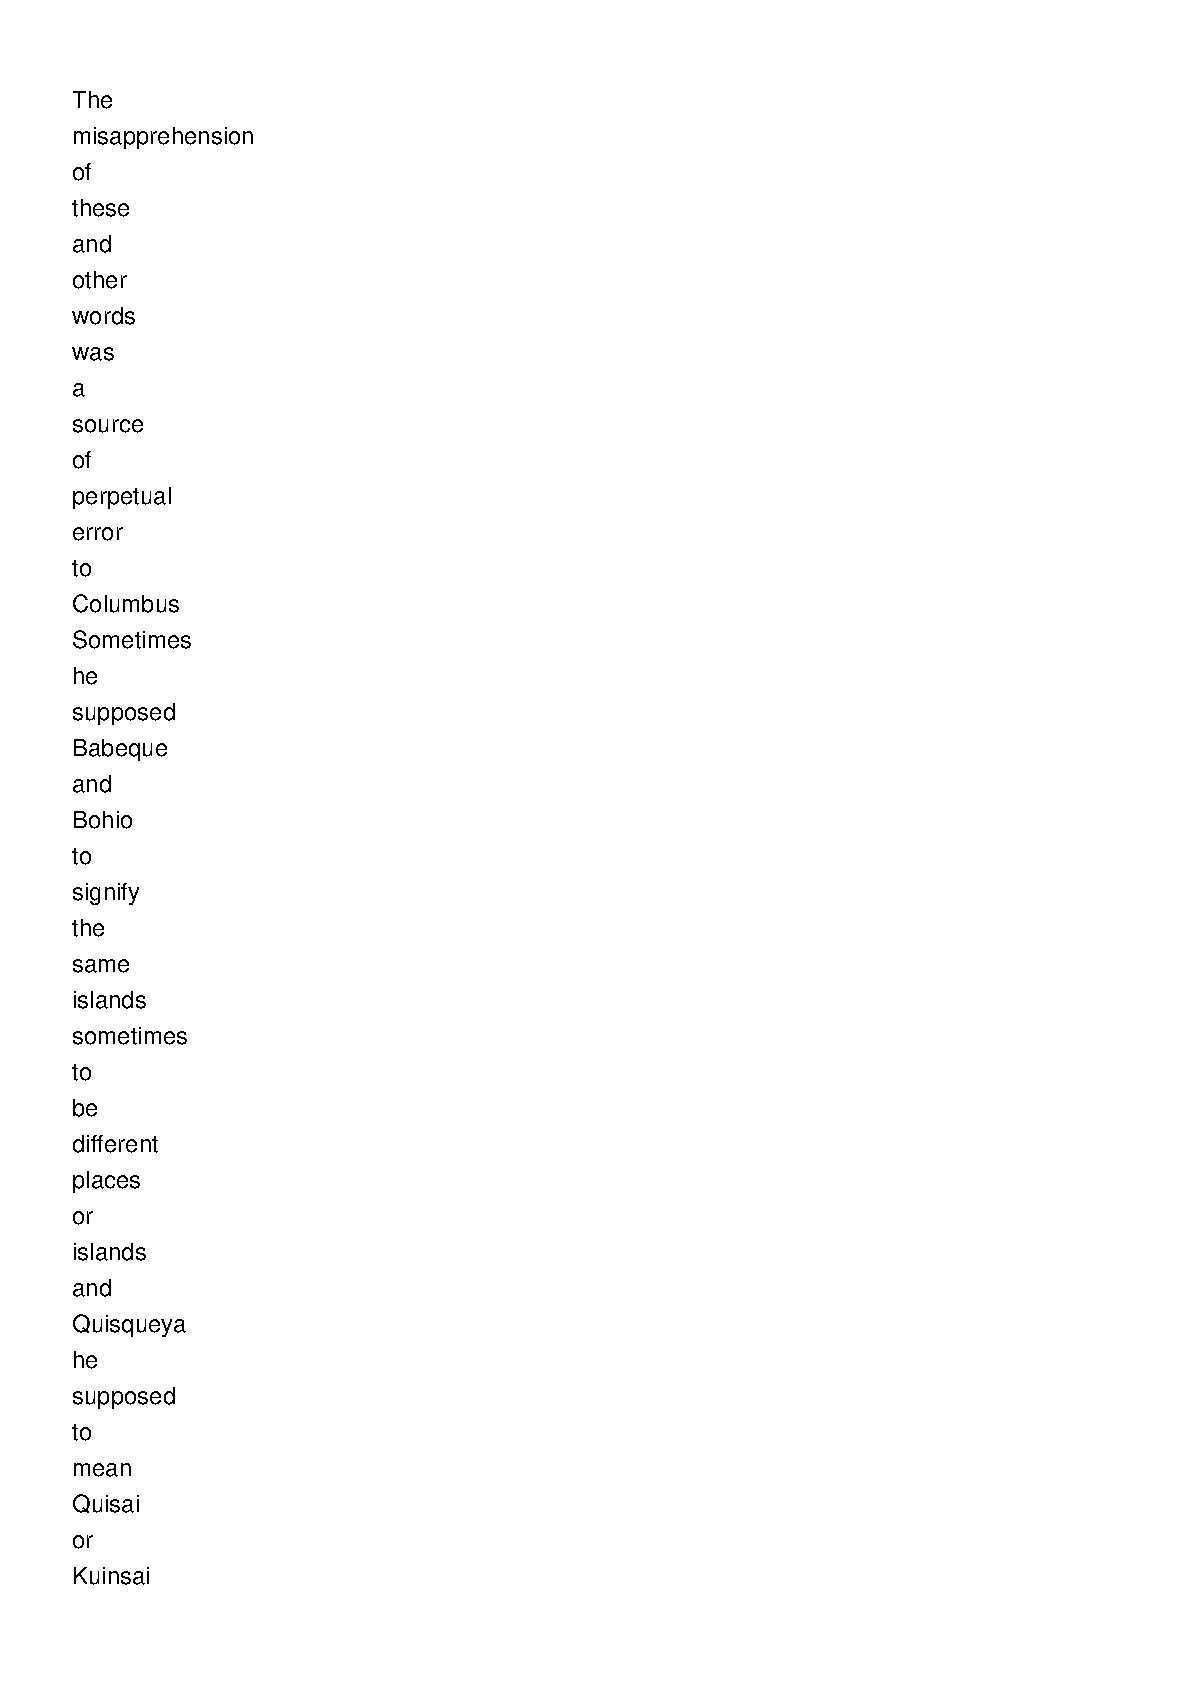 The
misapprehension
of
these
and
other
words
was
a
source
of
perpetual
error
to
Columbus
Sometimes
he
supposed
Babeque
and
Bohio
to
signify
the
same
islands
sometimes
to
be
different
places
or
islands
and
Quisqueya
he
supposed
to
mean
Quisai
or
Kuinsai